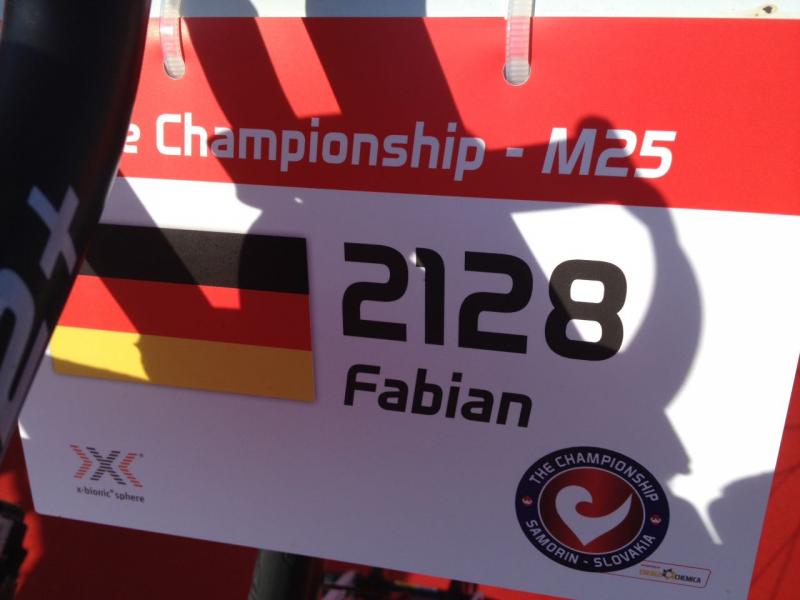 e Championship - M25
2128
Fabian
x-bionic® sphere
THE CHAMPIONSHIP
SAMORIN - SLOVAKIA